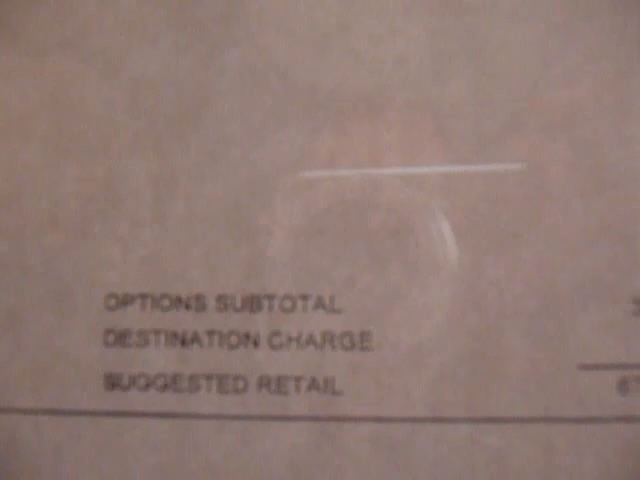 OPTIONS SUBTOTAL
DESTINATION CHARGE
SUGGESTED RETAIL